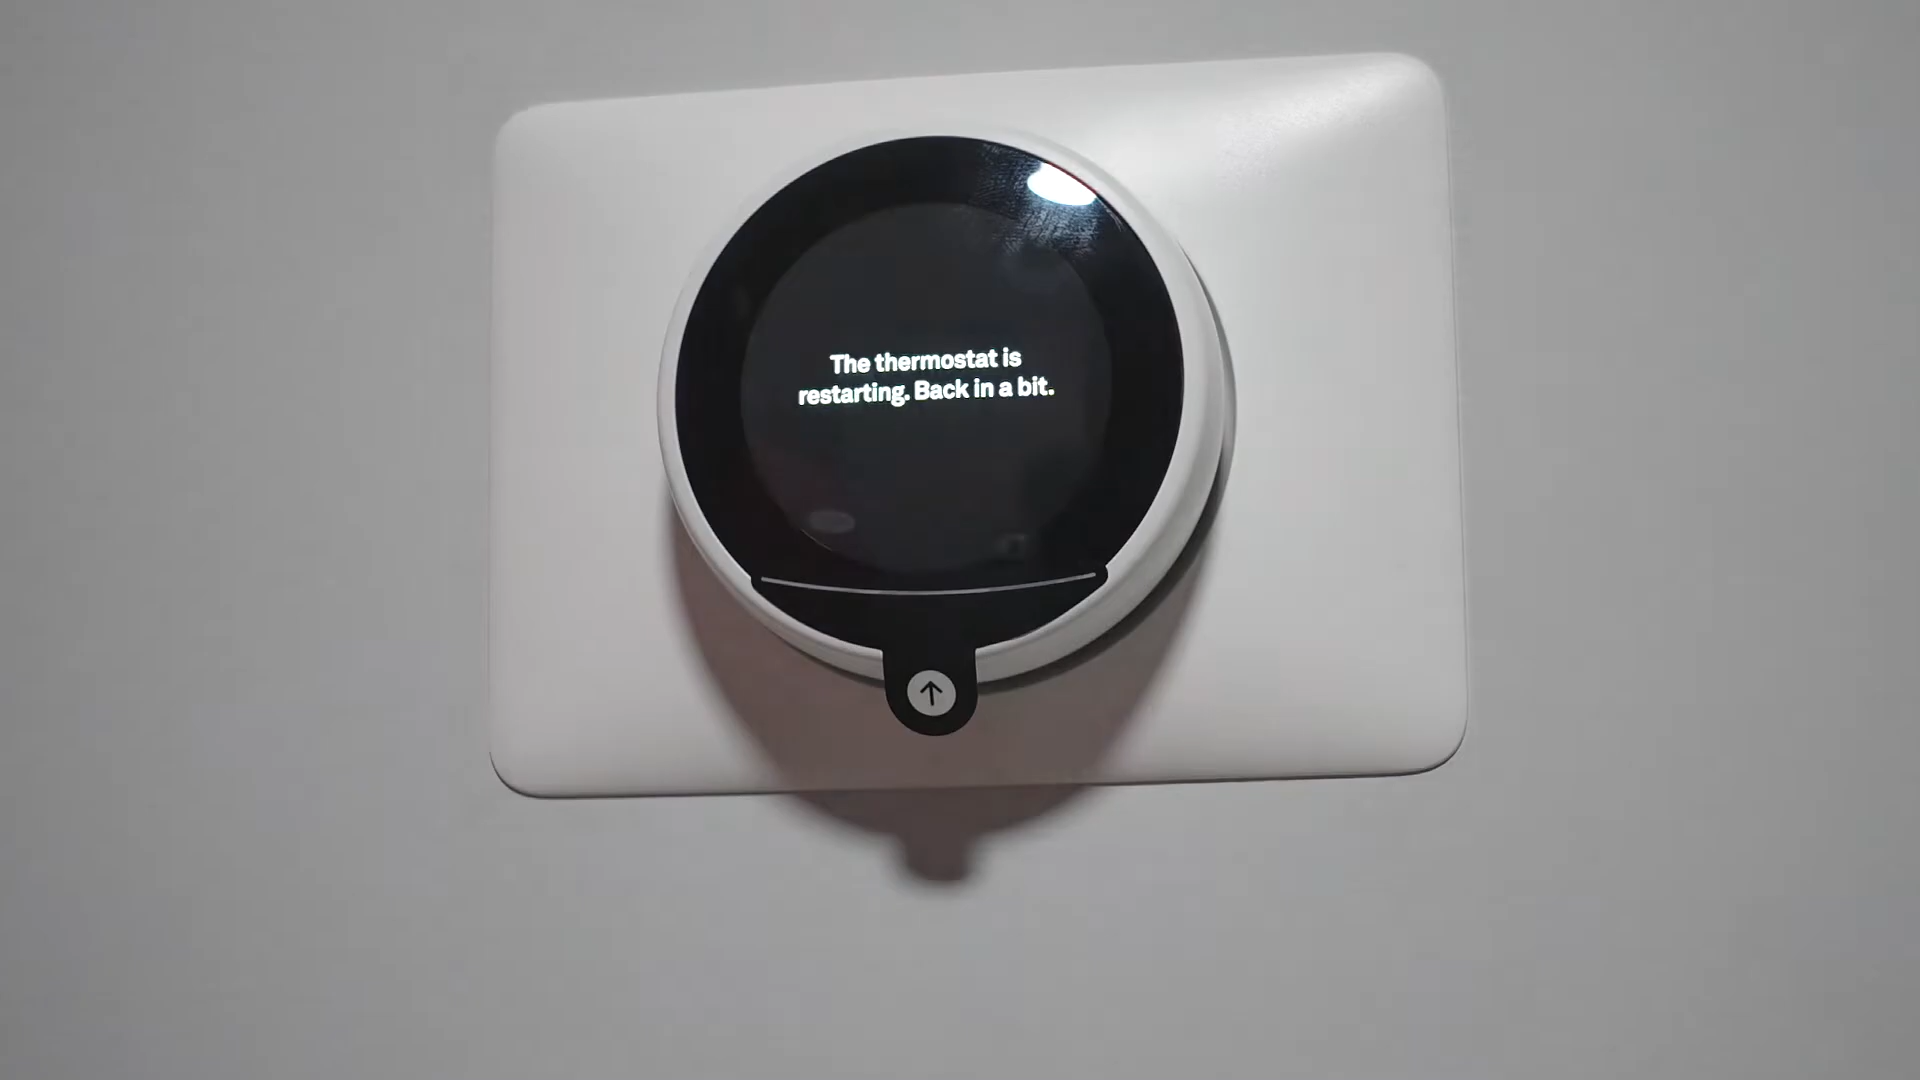 The thermostat is
restarting. Back in a bit.